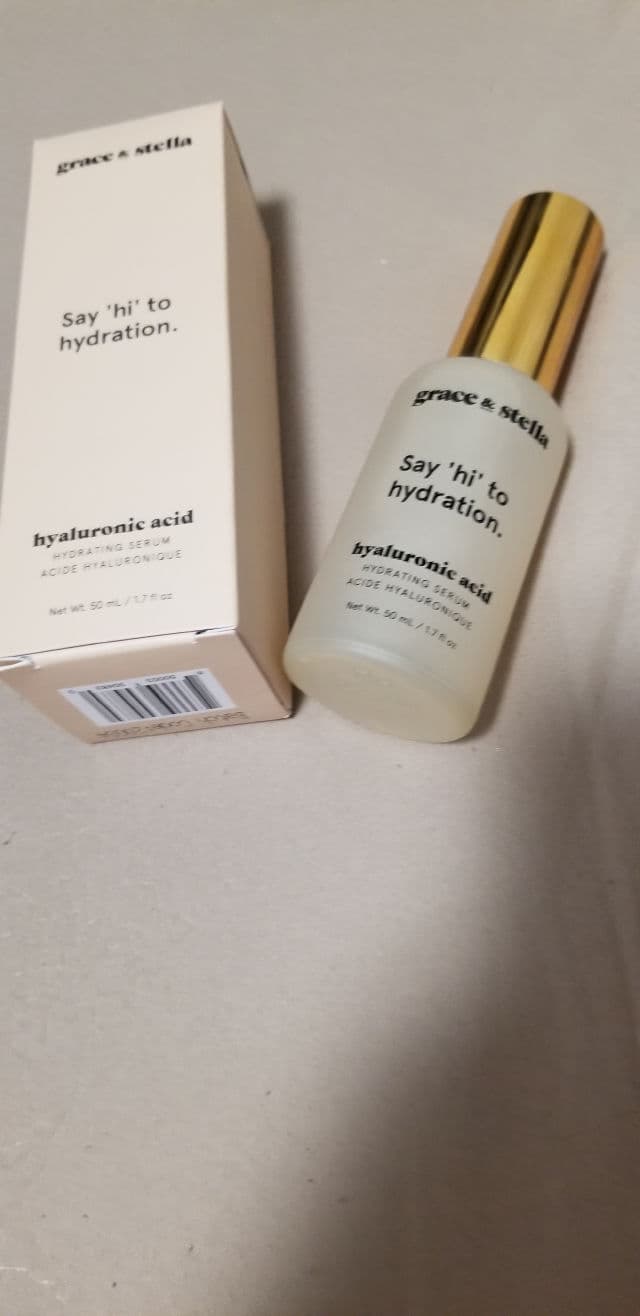 grace & stella
Say 'hi' to
hydration.
hyaluronic acid
HYDRATING SERUM
ACIDE HYALURONIQUE
Net Wt. 50 mL / 1.7 fl oz
grace & stella
Say 'hi' to
hydration.
hyaluronic acid
HYDRATING SERUM
ACIDE HYALURONIQUE
Net Wt. 50 mL / 1.7 fl oz